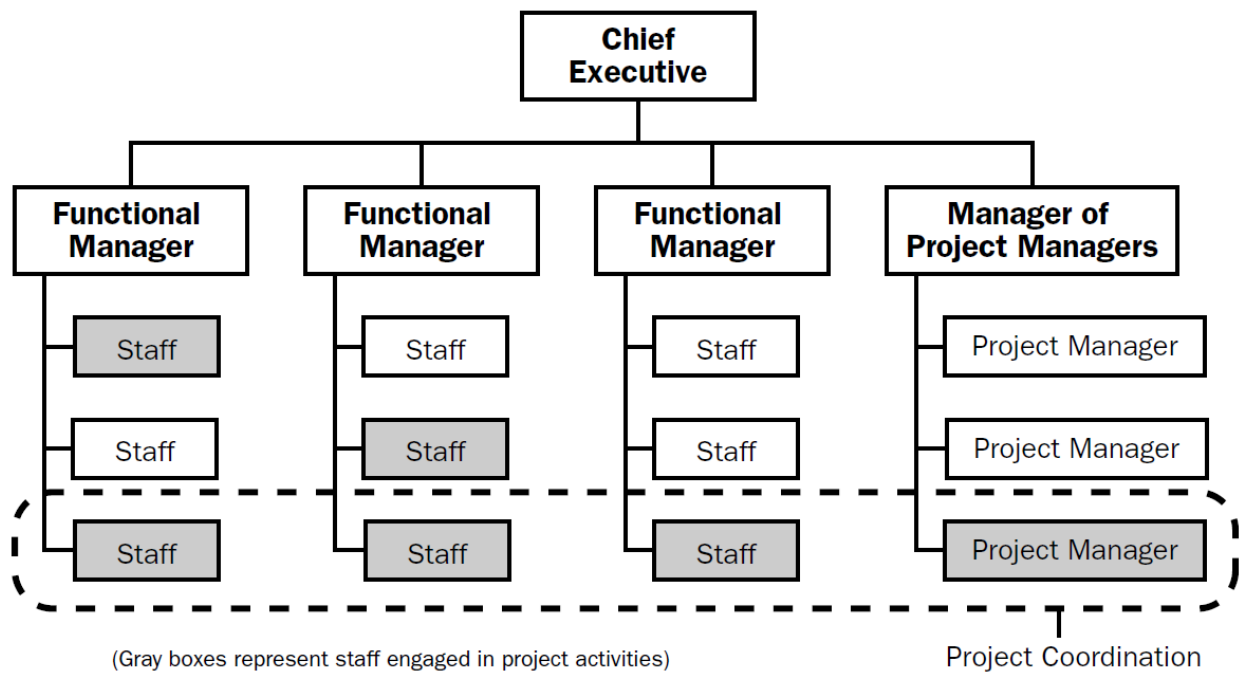 Chief
Executive
Functional
Manager
Functional
Manager
Functional
Manager
Manager of
Project Managers
Staff
Staff
Staff
Project Manager
Staff
Staff
Staff
Project Manager
Staff
Staff
Staff
Project Manager
(Gray boxes represent staff engaged in project activities)
Project Coordination